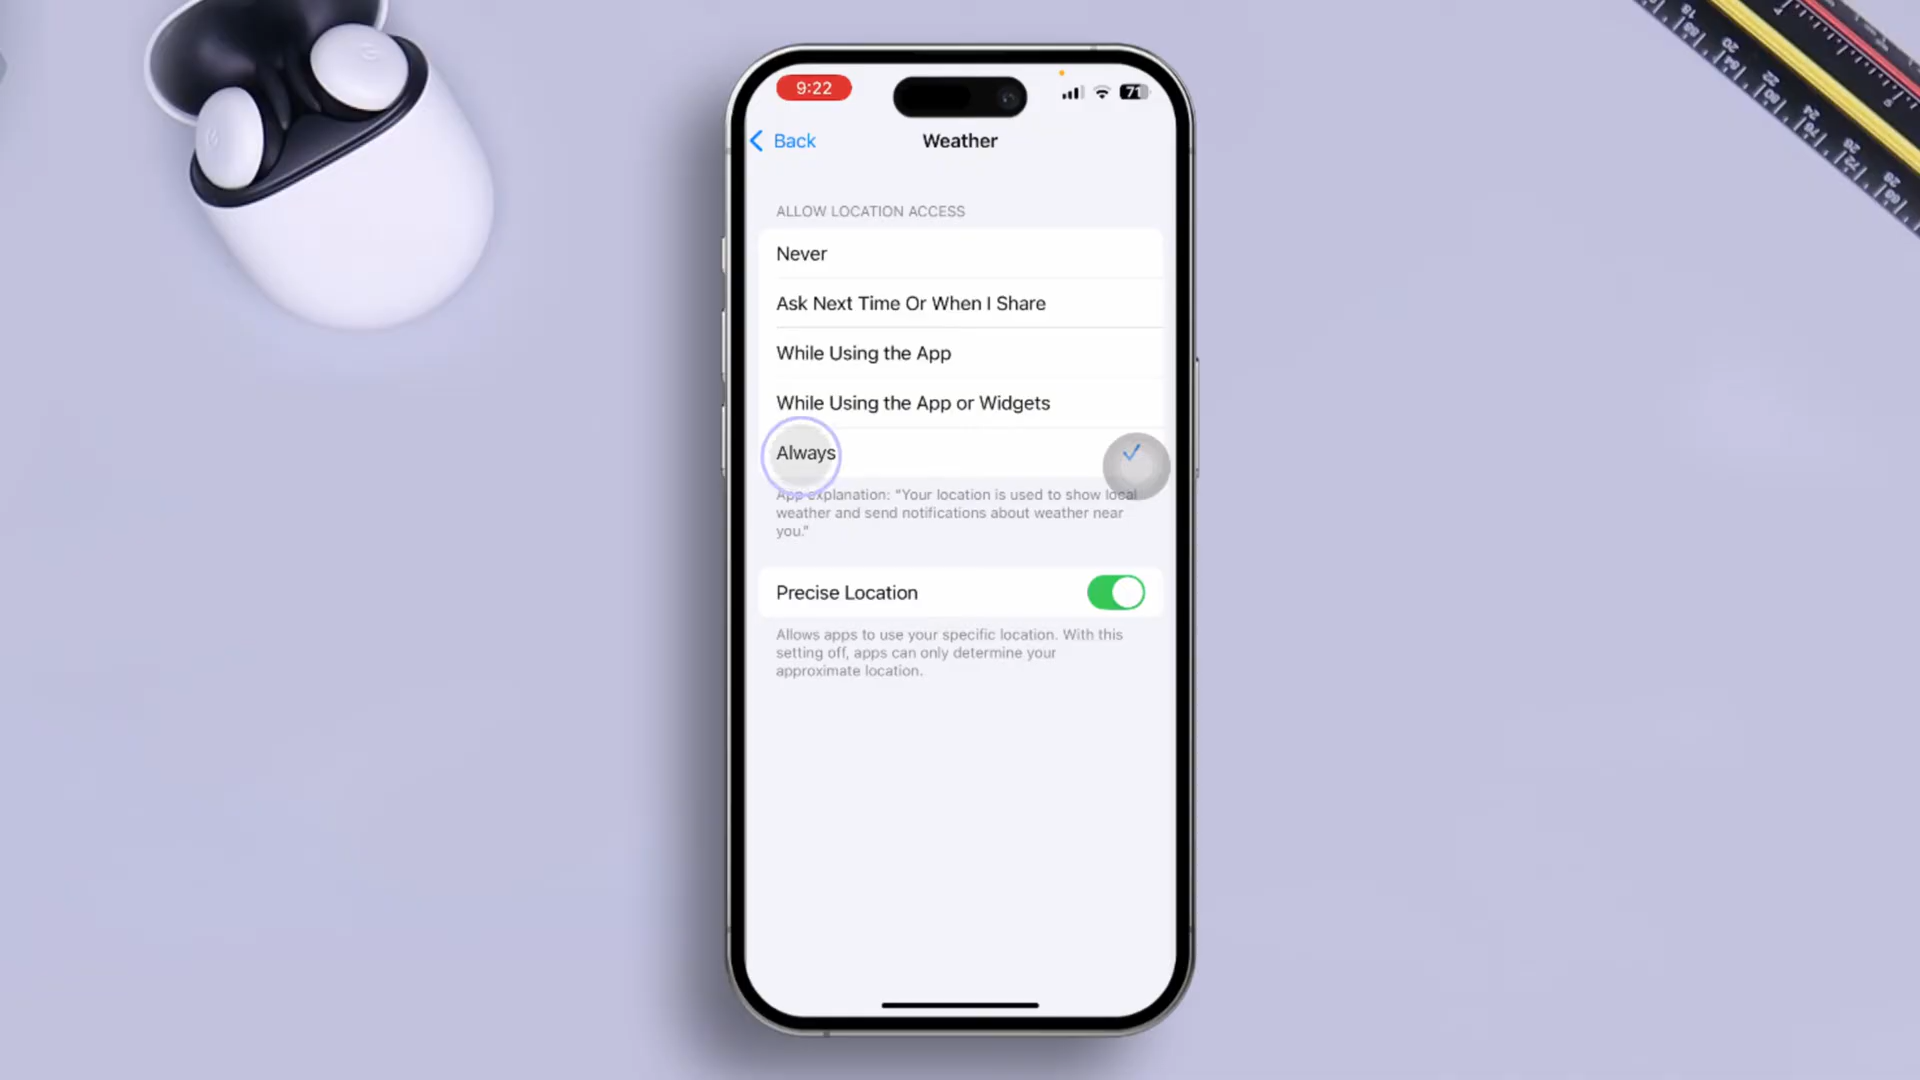 9:22
71
Back
Weather
ALLOW LOCATION ACCESS
Never
Ask Next Time Or When I Share
While Using the App
While Using the App or Widgets
Always
App explanation: “Your location is used to show local
weather and send notifications about weather near
you.”
Precise Location
Allows apps to use your specific location. With this
setting off, apps can only determine your
approximate location.